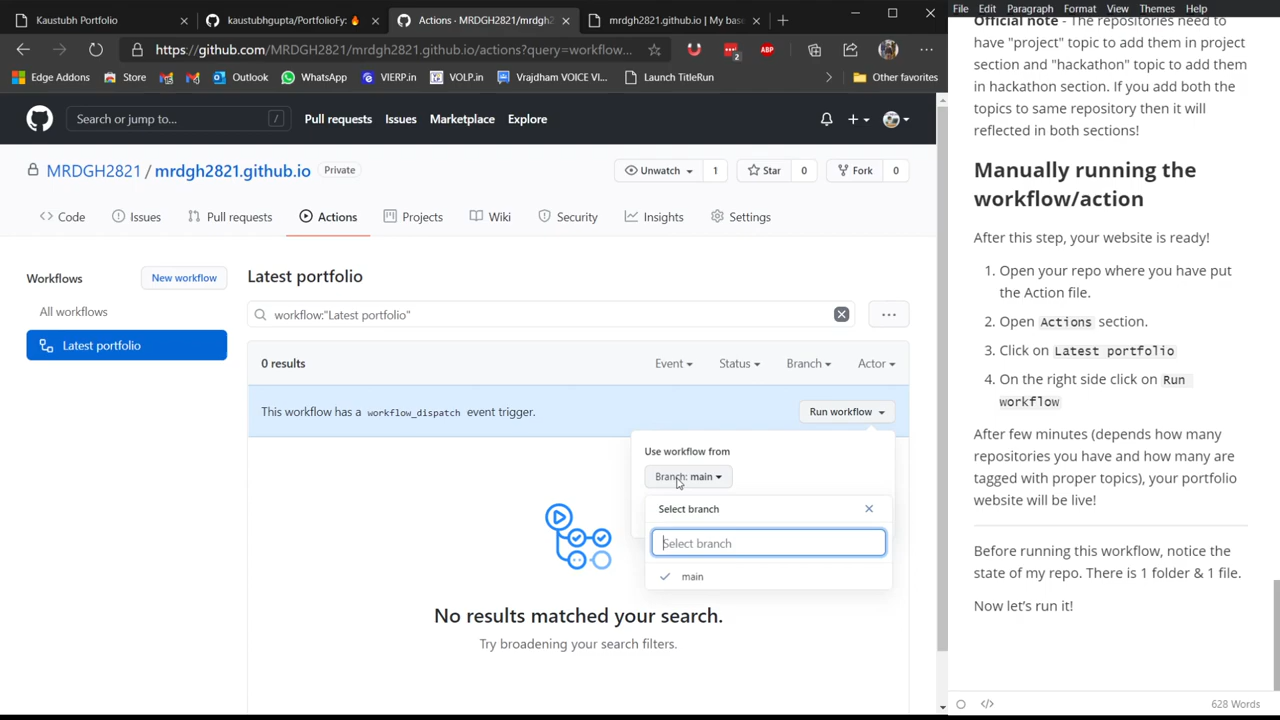 Kaustubh Portfolio
kaustubhgupta/PortfolioFy: 🔥
Actions · MRDGH2821/mrdgh2
mrdgh2821.github.io | My base
https://github.com/MRDGH2821/mrdgh2821.github.io/actions?query=workflow...
2
ABP
Edge Addons
Store
Outlook
WhatsApp
VIERP.in
VOLP.in
Vrajdham VOICE VI...
Launch TitleRun
Other favorites
Search or jump to...
/
Pull requests
Issues
Marketplace
Explore
MRDGH2821 / mrdgh2821.github.io
Private
Unwatch
1
Star
0
Fork
0
Code
Issues
Pull requests
Actions
Projects
Wiki
Security
Insights
Settings
Workflows
New workflow
All workflows
Latest portfolio
Latest portfolio
workflow:"Latest portfolio"
0 results
Event
Status
Branch
Actor
This workflow has a workflow_dispatch event trigger.
Run workflow
Use workflow from
Branch: main
Select branch
Select branch
main
No results matched your search.
Try broadening your search filters.
File Edit Paragraph Format View Themes Help
Official note - The repositories need to
have "project" topic to add them in project
section and "hackathon" topic to add them
in hackathon section. If you add both the
topics to same repository then it will
reflected in both sections!
Manually running the
workflow/action
After this step, your website is ready!
1. Open your repo where you have put
the Action file.
2. Open Actions section.
3. Click on Latest portfolio
4. On the right side click on Run
workflow
After few minutes (depends how many
repositories you have and how many are
tagged with proper topics), your portfolio
website will be live!
Before running this workflow, notice the
state of my repo. There is 1 folder & 1 file.
Now let's run it!
628 Words